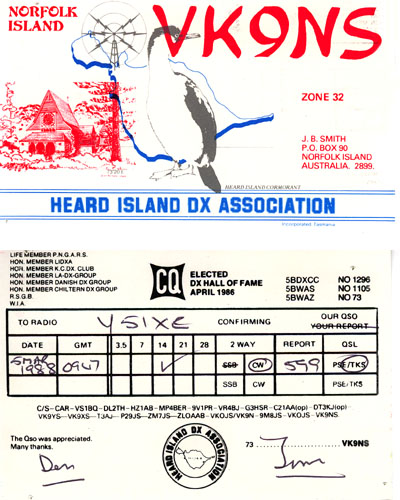 NORFOLK
ISLAND
VK9NS
ZONE 32
J. B. SMITH
P.O. BOX 90
NORFOLK ISLAND
AUSTRALIA. 2899.
HEARD ISLAND CORMORANT
HEARD ISLAND DX ASSOCIATION
Incorporated Tasmania
LIFE MEMBER P.N.G.A.R.S.
HON. MEMBER LIDXA
HON. MEMBER K.C.DX. CLUB
HON. MEMBER LA-DX-GROUP
HON. MEMBER DANISH DX GROUP
HON. MEMBER CHILTERN DX GROUP
R.S.G.B.
W.I.A.
CQ
ELECTED
DX HALL OF FAME
APRIL 1986
5BDXCC NO 1296
5BWAS NO 1105
5BWAZ NO 73
TO RADIO Y51XE CONFIRMING OUR QSO
YOUR REPORT
DATE GMT 3.5 7 14 21 28 2 WAY REPORT QSL
5 MAR 1988 0947 ✓ SSB CW 599 PSE/TKS
SSB CW PSE/TKS
C/S-CAR-VS1BQ-DL2TH-HZ1AB-MP4BER-9V1PR-VR4BJ-G3HSR-C21AA(op)-DT3KJ(op)
VK9YS-VK9XS-T3AJ-P29JS-ZM7JS-ZL0AAB-VK0JS/VK9N-9M8JS-VK0JS-VK9NS
The Qso was appreciated.
Many thanks.
HEARD ISLAND DX ASSOCIATION
73 Jim VK9NS